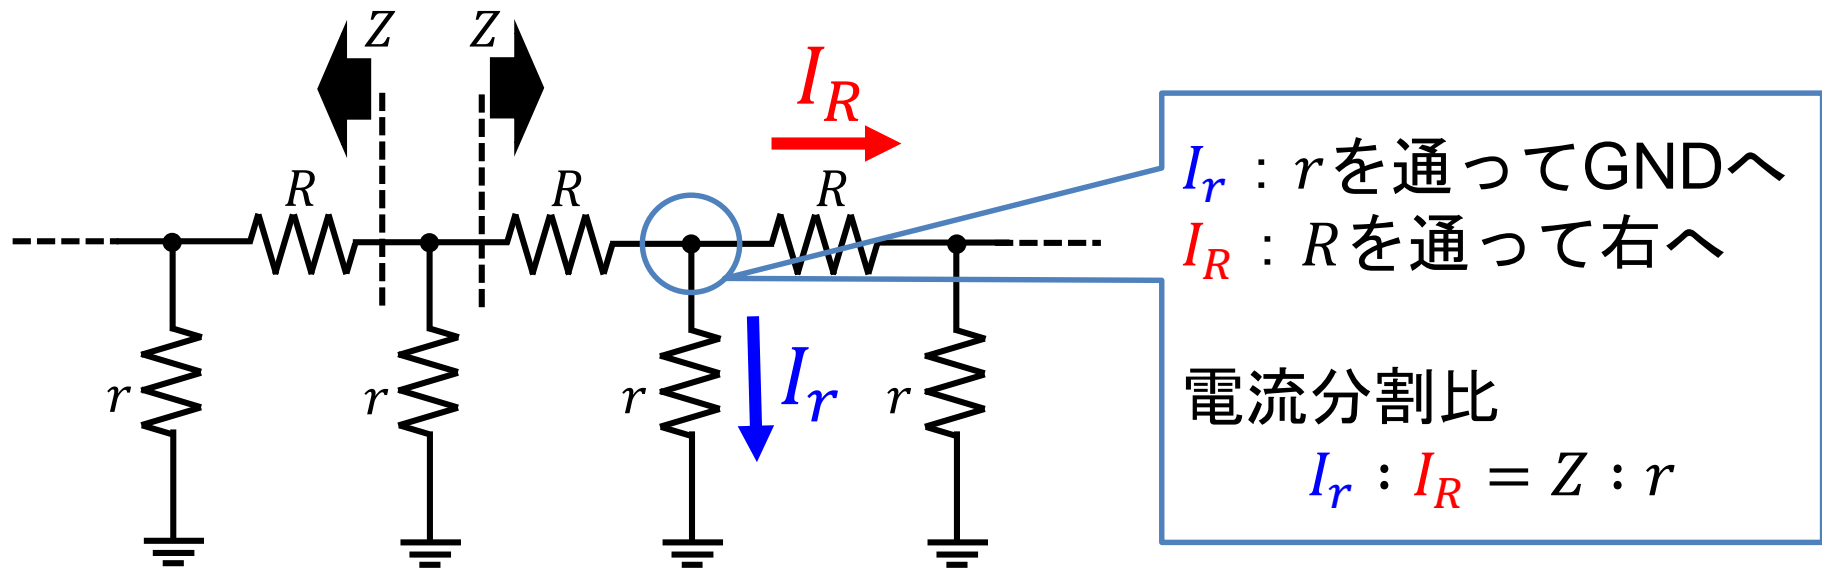 Z
Z
I_R
R
R
R
r
r
r
r
I_r
I_r : rを通ってGNDへ
I_R : Rを通って右へ
電流分割比
I_r : I_R = Z : r